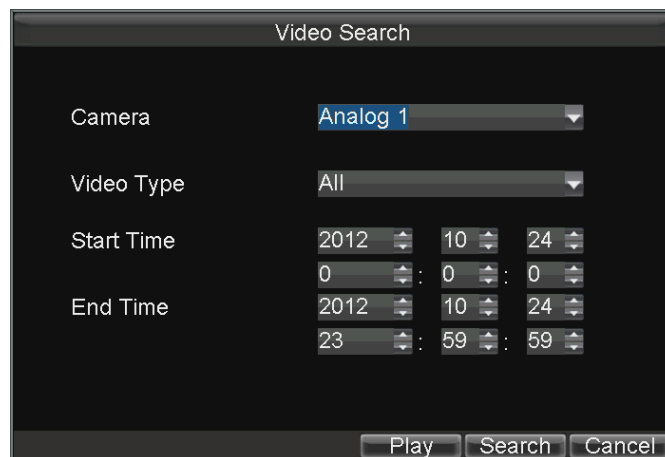 Video Search
Camera Analog 1
Video Type All
Start Time 2012 10 24
0 : 0 : 0
End Time 2012 10 24
23 : 59 : 59
Play Search Cancel